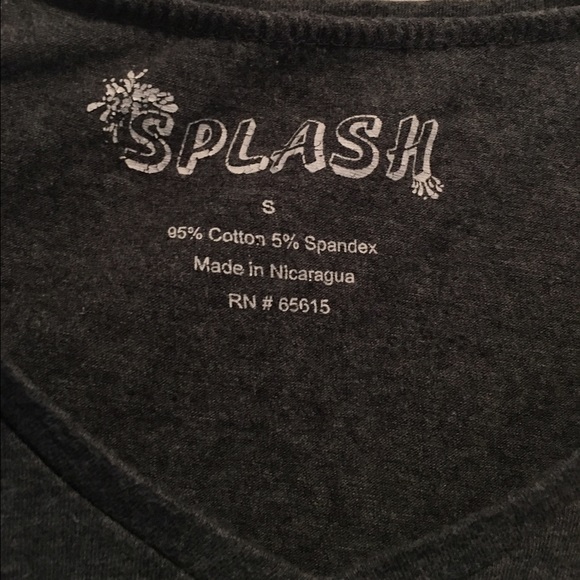 SPLASH
S
95% Cotton 5% Spandex
Made in Nicaragua
RN # 65615